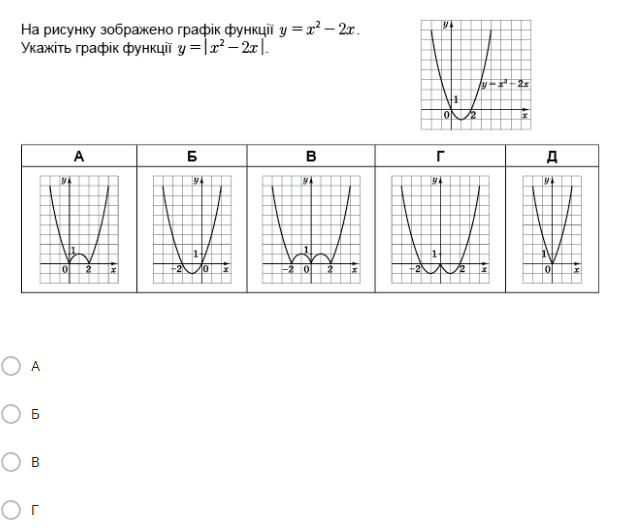 На рисунку зображено графік функції y = x² – 2x.
Укажіть графік функції y = |x² – 2x|.
y
y = x² – 2x
1
0 2 x
А Б В Г Д
y y y y y
1 1 1 1 1
0 2 x –2 0 x –2 0 2 x –2 2 x 0 x
А
Б
В
Г